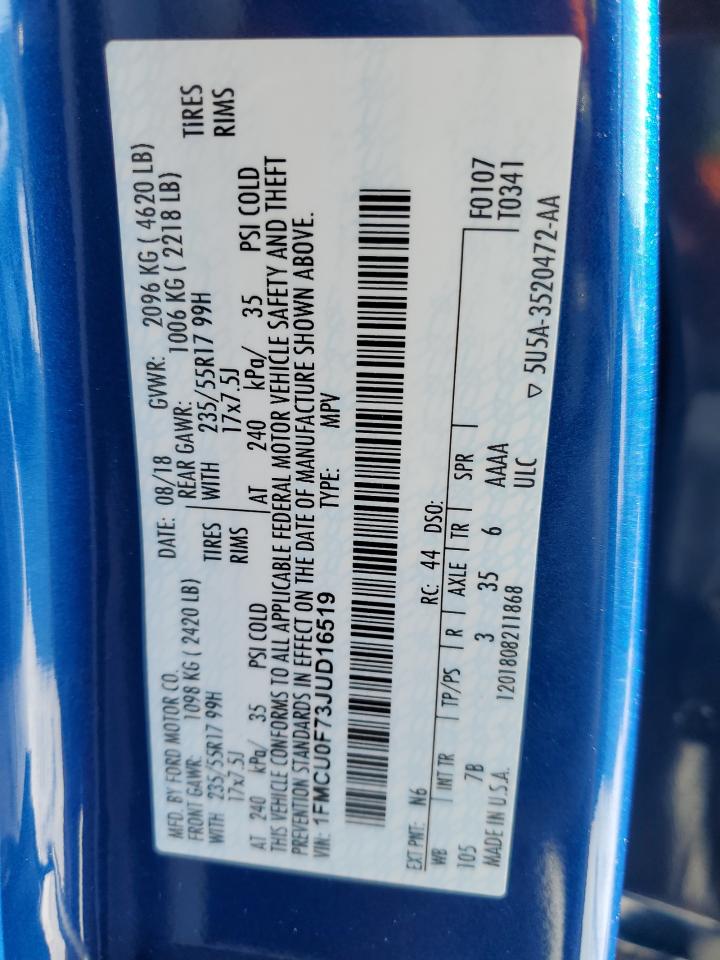 MFD. BY FORD MOTOR CO.
DATE: 08/18 GVWR: 2096 KG ( 4620 LB)
FRONT GAWR: 1098 KG ( 2420 LB) REAR GAWR: 1006 KG ( 2218 LB)
WITH 235/55R17 99H TIRES WITH 235/55R17 99H TIRES
17x7.5J RIMS 17x7.5J RIMS
AT 240 kPa/ 35 PSI COLD AT 240 kPa/ 35 PSI COLD
THIS VEHICLE CONFORMS TO ALL APPLICABLE FEDERAL MOTOR VEHICLE SAFETY AND THEFT
PREVENTION STANDARDS IN EFFECT ON THE DATE OF MANUFACTURE SHOWN ABOVE.
VIN: 1FMCU0F73JUD16519 TYPE: MPV
EXT PNT: N6 RC: 44 DSO:
WB INT TR TP/PS R AXLE TR SPR F0107
105 7B 3 35 6 AAAA T0341
MADE IN U.S.A. 1201808211868 ULC
▽ 5U5A-3520472-AA